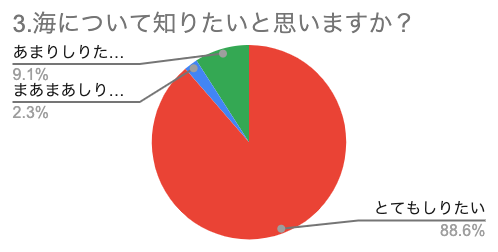 3.海について知りたいと思いますか？
あまりしりた…
9.1%
まあまあしり…
2.3%
とてもしりたい
88.6%